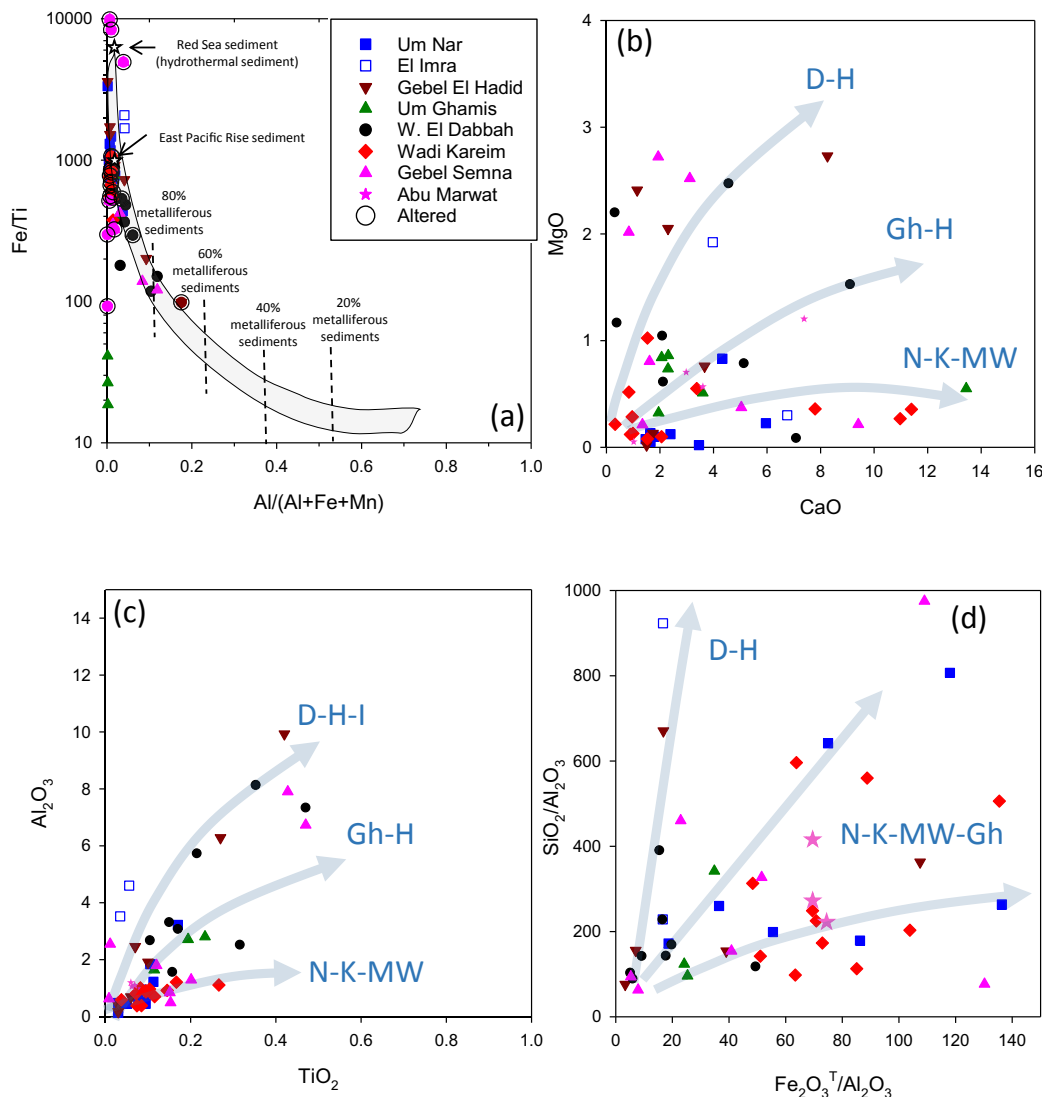 (a)
10000
1000
100
10
Fe/Ti
0.0
0.2
0.4
0.6
0.8
1.0
Al/(Al+Fe+Mn)
Red Sea sediment
(hydrothermal sediment)
East Pacific Rise sediment
80%
metalliferous
sediments
60%
metalliferous
sediments
40%
metalliferous
sediments
20%
metalliferous
sediments
Um Nar
El Imra
Gebel El Hadid
Um Ghamis
W. El Dabbah
Wadi Kareim
Gebel Semna
Abu Marwat
Altered
(b)
4
3
2
1
0
MgO
0
2
4
6
8
10
12
14
16
CaO
D-H
Gh-H
N-K-MW
(c)
14
12
10
8
6
4
2
0
Al₂O₃
0.0
0.2
0.4
0.6
0.8
1.0
TiO₂
D-H-I
Gh-H
N-K-MW
(d)
1000
800
600
400
200
0
SiO₂/Al₂O₃
0
20
40
60
80
100
120
140
Fe₂O₃ᵀ/Al₂O₃
D-H
N-K-MW-Gh